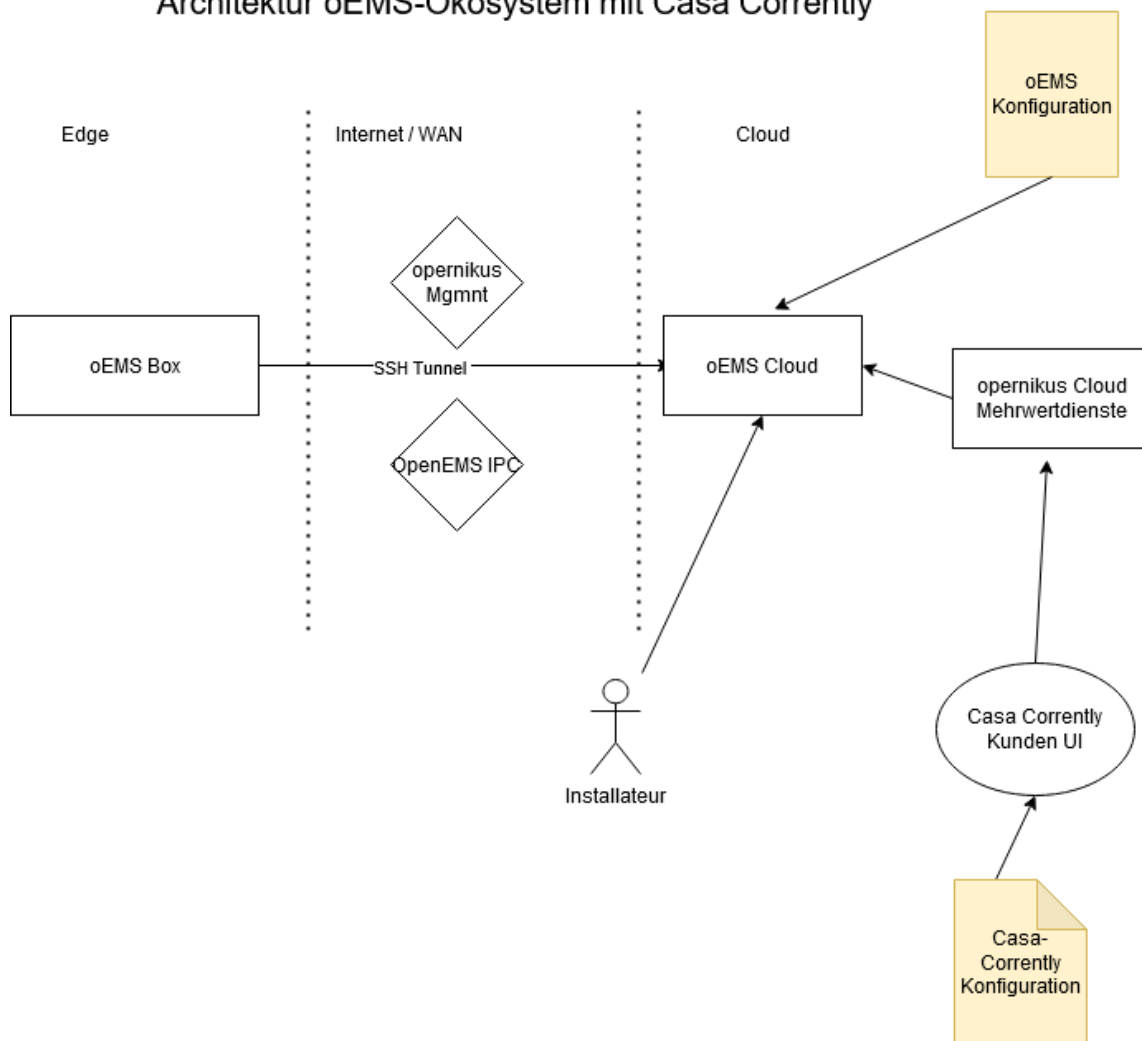 Architektur oEMS-Ökosystem mit Casa Corrently
oEMS
Konfiguration
Edge
Internet / WAN
Cloud
opernikus
Mgmnt
oEMS Box
SSH Tunnel
oEMS Cloud
opernikus Cloud
Mehrwertdienste
OpenEMS IPC
Installateur
Casa Corrently
Kunden UI
Casa-
Corrently
Konfiguration